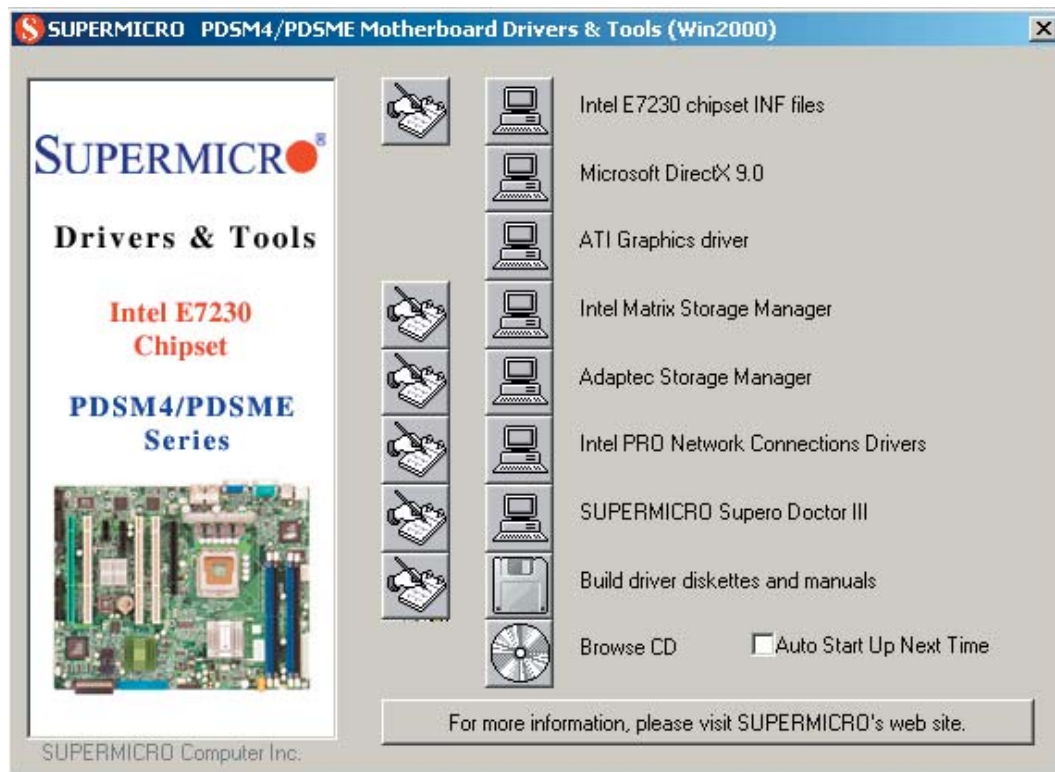 SUPERMICRO PDSM4/PDSME Motherboard Drivers & Tools (Win2000)
SUPERMICRO®
Drivers & Tools
Intel E7230
Chipset
PDSM4/PDSME
Series
SUPERMICRO Computer Inc.
Intel E7230 chipset INF files
Microsoft DirectX 9.0
ATI Graphics driver
Intel Matrix Storage Manager
Adaptec Storage Manager
Intel PRO Network Connections Drivers
SUPERMICRO Supero Doctor III
Build driver diskettes and manuals
Browse CD
Auto Start Up Next Time
For more information, please visit SUPERMICRO's web site.